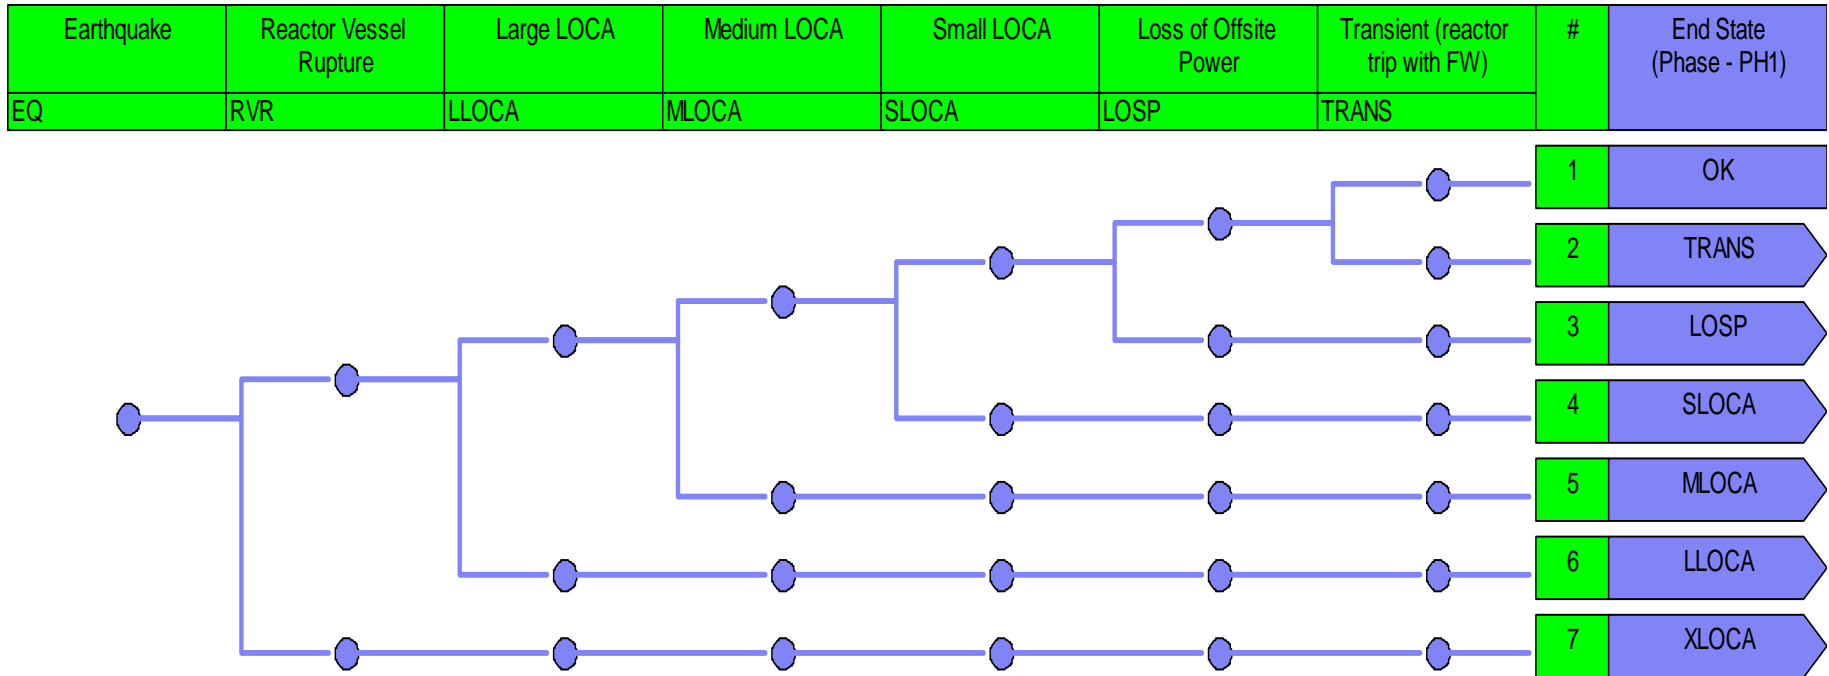 Earthquake
Reactor Vessel
Rupture
Large LOCA
Medium LOCA
Small LOCA
Loss of Offsite
Power
Transient (reactor
trip with FW)
#
End State
(Phase - PH1)
EQ
RVR
LLOCA
MLOCA
SLOCA
LOSP
TRANS
1
OK
2
TRANS
3
LOSP
4
SLOCA
5
MLOCA
6
LLOCA
7
XLOCA